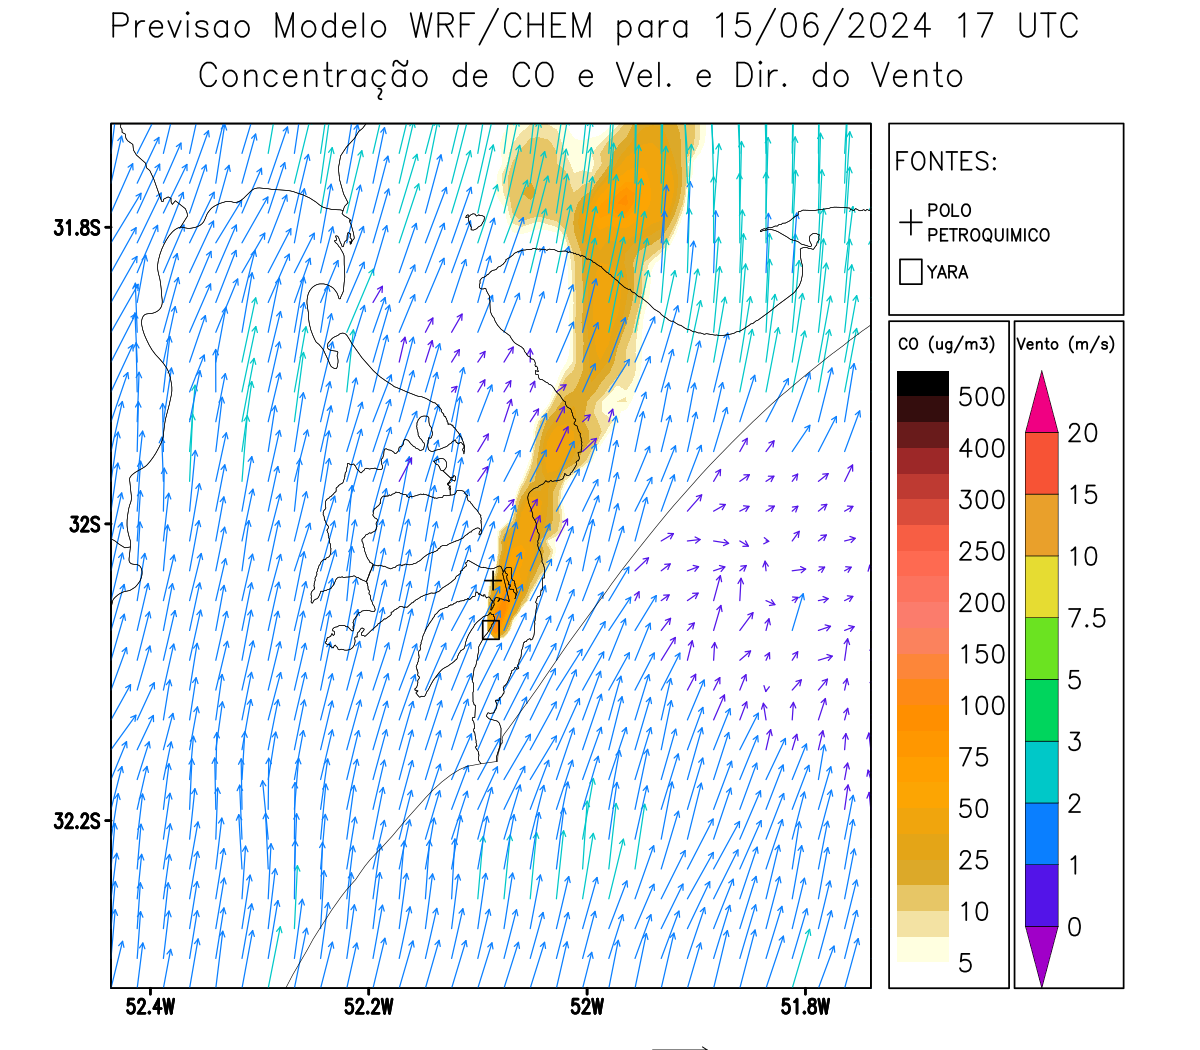 Previsao Modelo WRF/CHEM para 15/06/2024 17 UTC
Concentração de CO e Vel. e Dir. do Vento
FONTES:
POLO
PETROQUIMICO
YARA
CO (ug/m3)
500
400
300
250
200
150
100
75
50
25
10
5
Vento (m/s)
20
15
10
7.5
5
3
2
1
0
31.8S
32S
32.2S
52.4W
52.2W
52W
51.8W